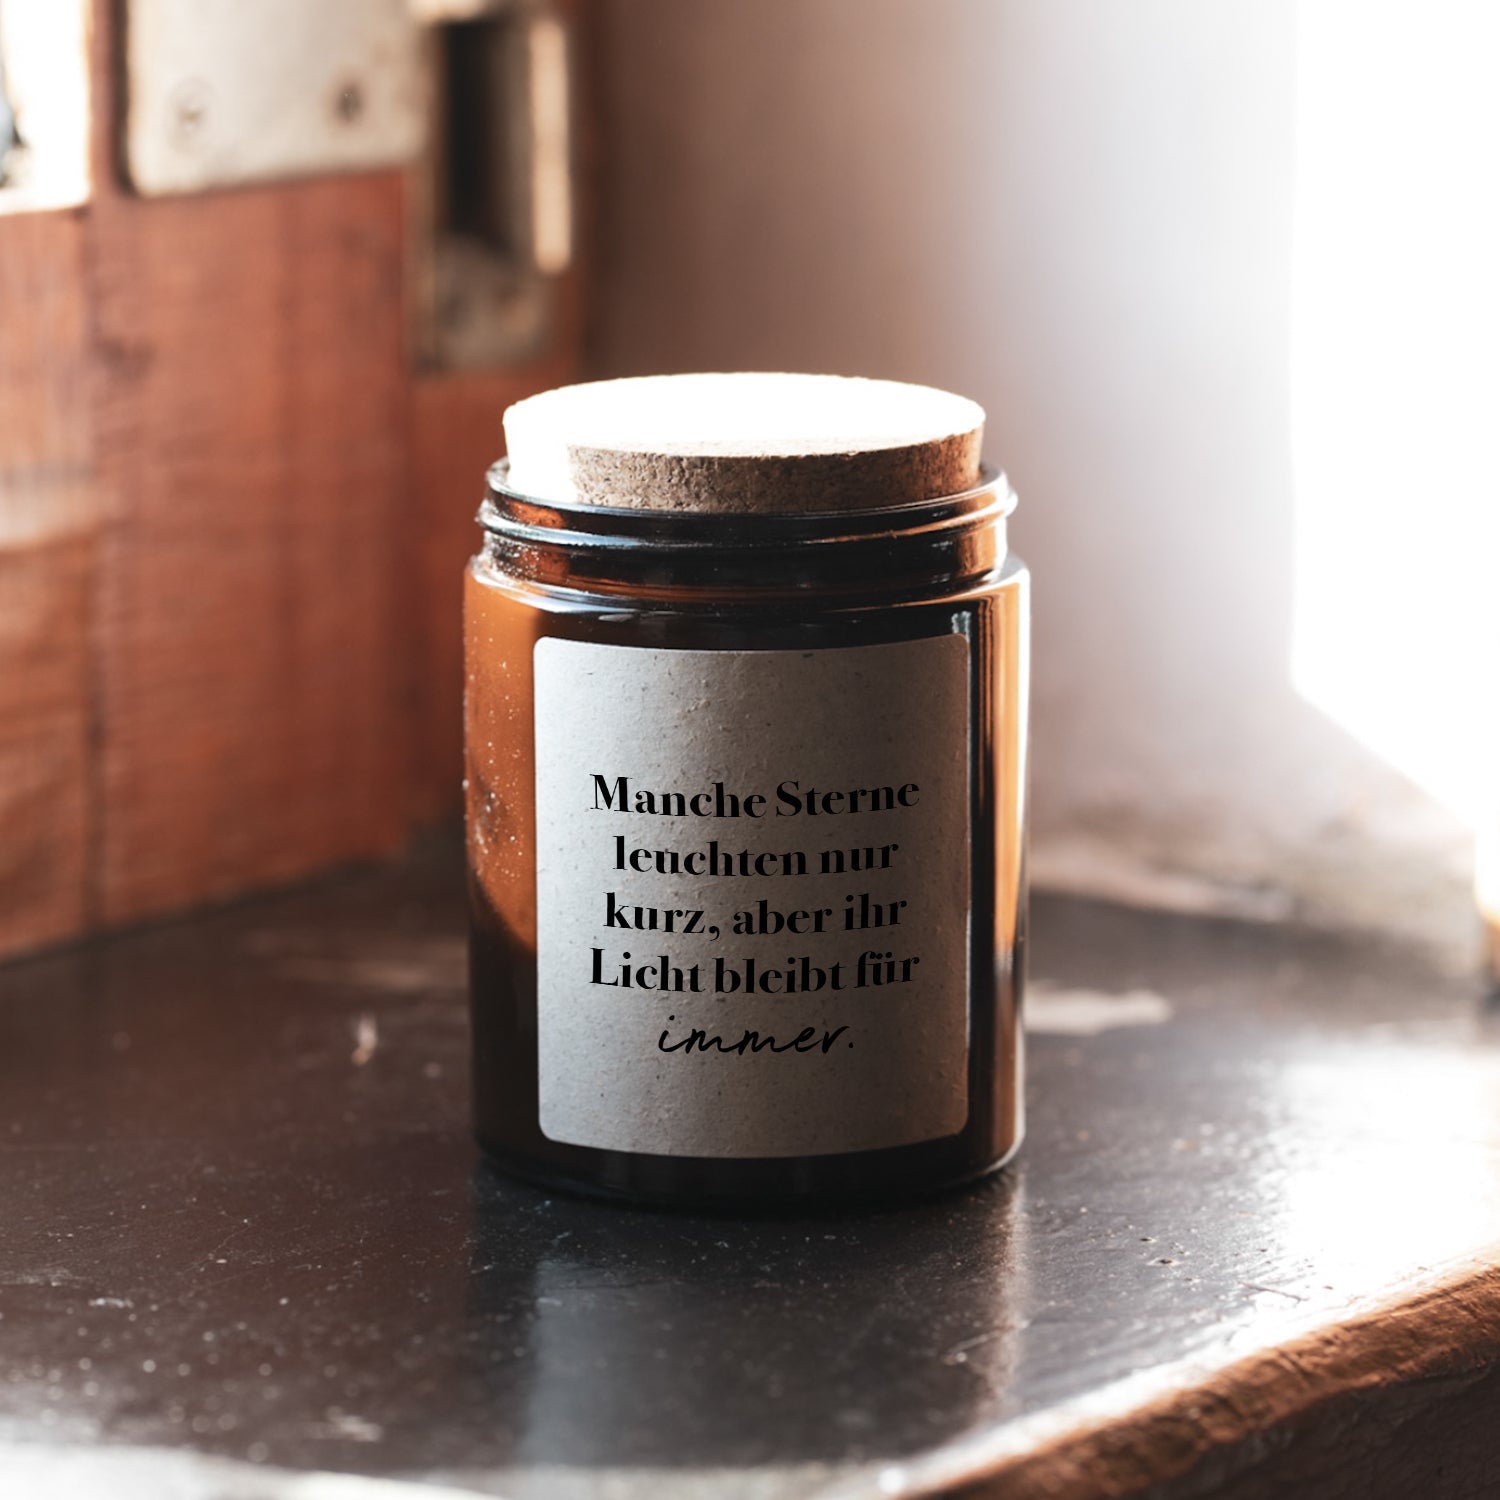 Manche Sterne
leuchten nur
kurz, aber ihr
Licht bleibt für
immer.